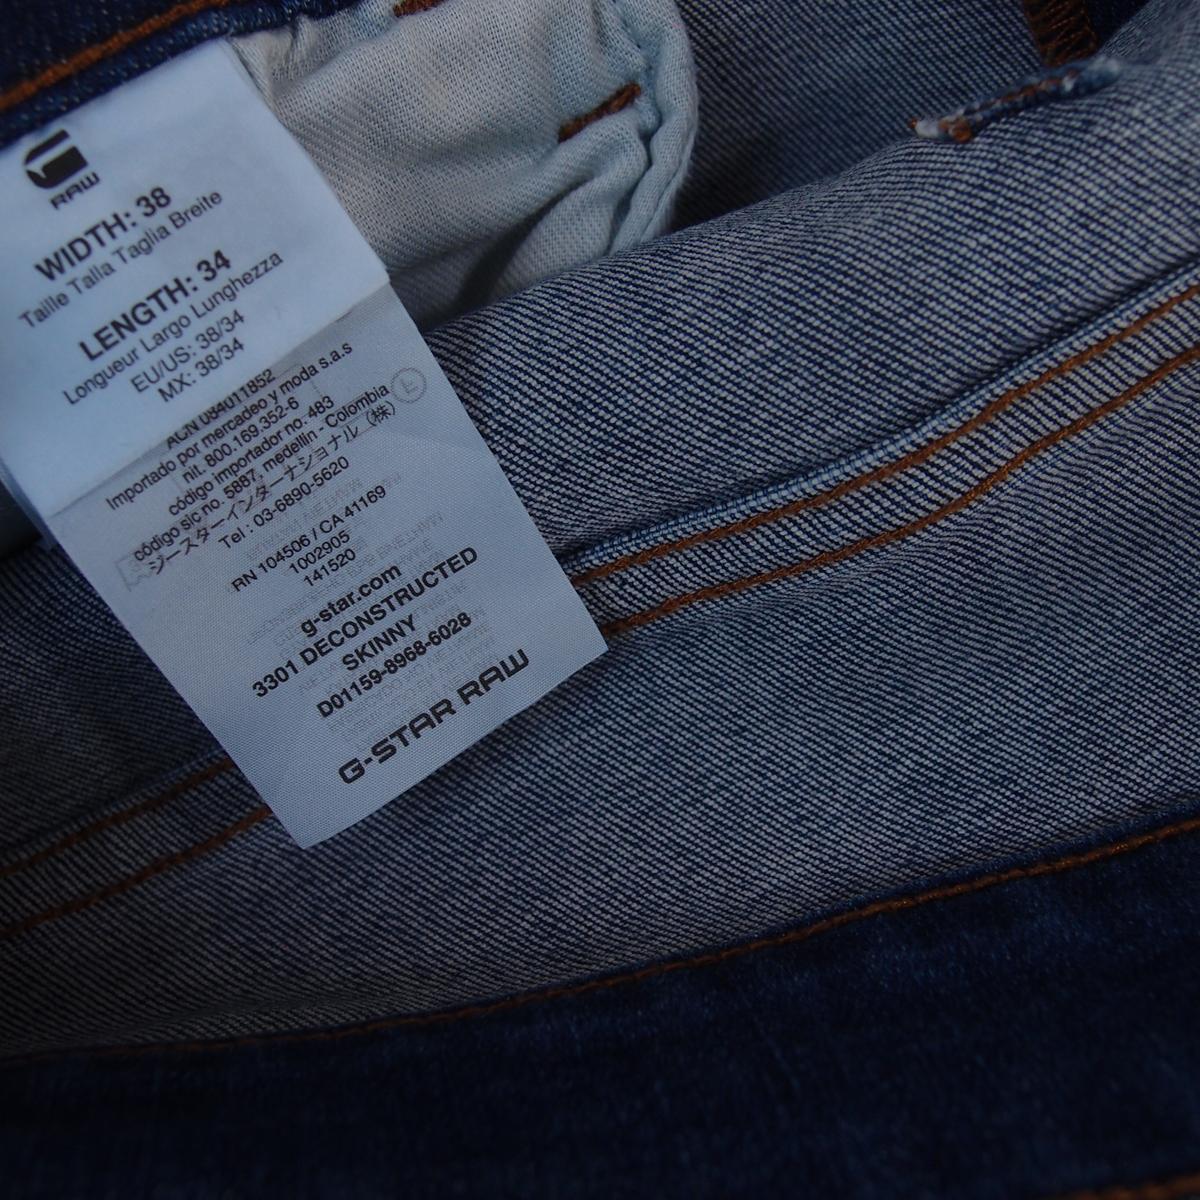 RAW
WIDTH: 38
Taille Talla Taglia Breite
LENGTH: 34
Longueur Largo Lunghezza
EU/US: 38/34
MX: 38/34
ACN 084011852
Importado por mercadeo y moda s.a.s
nit. 800.169.352-6
código importador no. 483
código sic no. 5887, medellin - Colombia
ジースターインターナショナル (株)
Tel : 03-6890-5620
RN 104506 / CA 41169
1002905
141520
g-star.com
3301 DECONSTRUCTED
SKINNY
D01159-8968-6028
G-STAR RAW